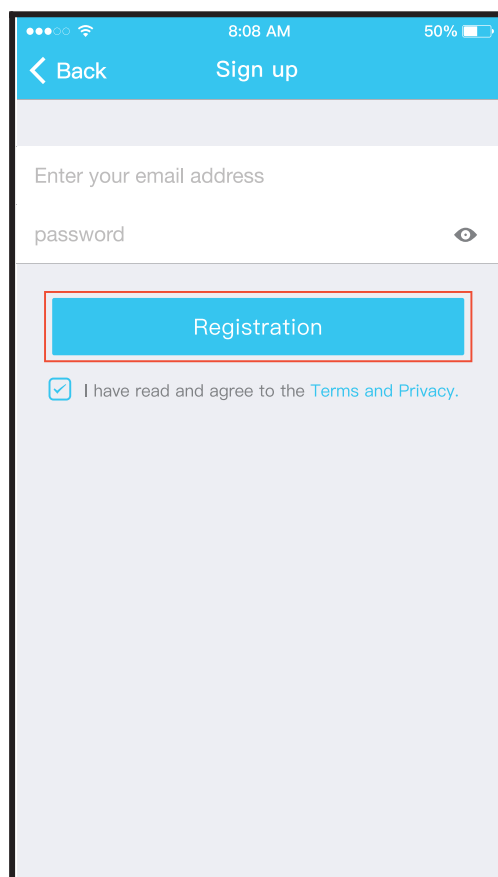 8:08 AM 50%
Back Sign up
Enter your email address
password
Registration
I have read and agree to the Terms and Privacy.